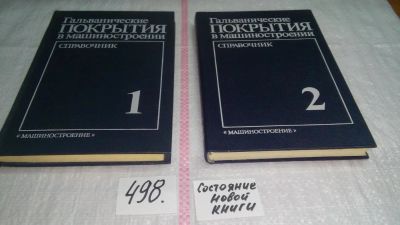 Гальванические
ПОКРЫТИЯ
в машиностроении
СПРАВОЧНИК
1
« МАШИНОСТРОЕНИЕ »
Гальванические
ПОКРЫТИЯ
в машиностроении
СПРАВОЧНИК
2
« МАШИНОСТРОЕНИЕ »
498.
Состояние
новой
книги